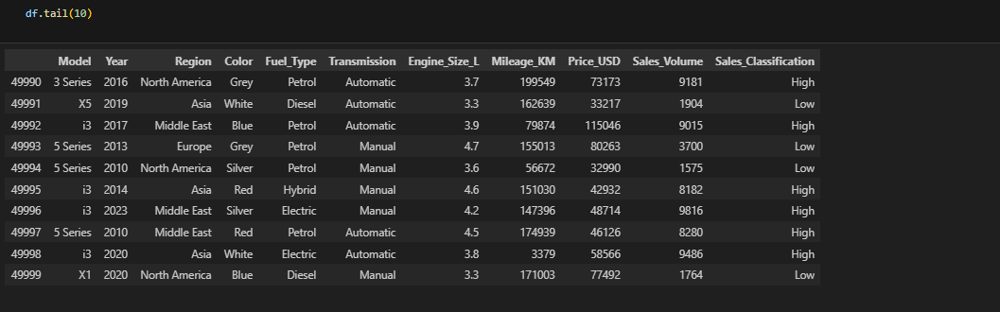 df.tail(10)
Model Year Region Color Fuel_Type Transmission Engine_Size_L Mileage_KM Price_USD Sales_Volume Sales_Classification
49990 3 Series 2016 North America Grey Petrol Automatic 3.7 199549 73173 9181 High
49991 X5 2019 Asia White Diesel Automatic 3.3 162639 33217 1904 Low
49992 i3 2017 Middle East Blue Petrol Automatic 3.9 79874 115046 9015 High
49993 5 Series 2013 Europe Grey Petrol Manual 4.7 155013 80263 3700 Low
49994 5 Series 2010 North America Silver Petrol Manual 3.6 56672 32990 1575 Low
49995 i3 2014 Asia Red Hybrid Manual 4.6 151030 42932 8182 High
49996 i3 2023 Middle East Silver Electric Manual 4.2 147396 48714 9816 High
49997 5 Series 2010 Middle East Red Petrol Automatic 4.5 174939 46126 8280 High
49998 i3 2020 Asia White Electric Automatic 3.8 3379 58566 9486 High
49999 X1 2020 North America Blue Diesel Manual 3.3 171003 77492 1764 Low